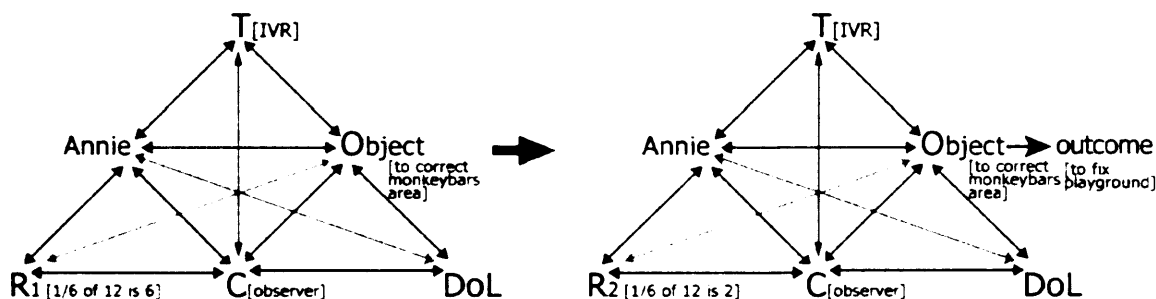 T[IVR]
Annie
Object
[to correct
monkeybars
area]
R1 [1/6 of 12 is 6]
C[observer]
DoL
T[IVR]
Annie
Object
outcome
[to correct
monkeybars
area]
[to fix
playground]
R2 [1/6 of 12 is 2]
C[observer]
DoL